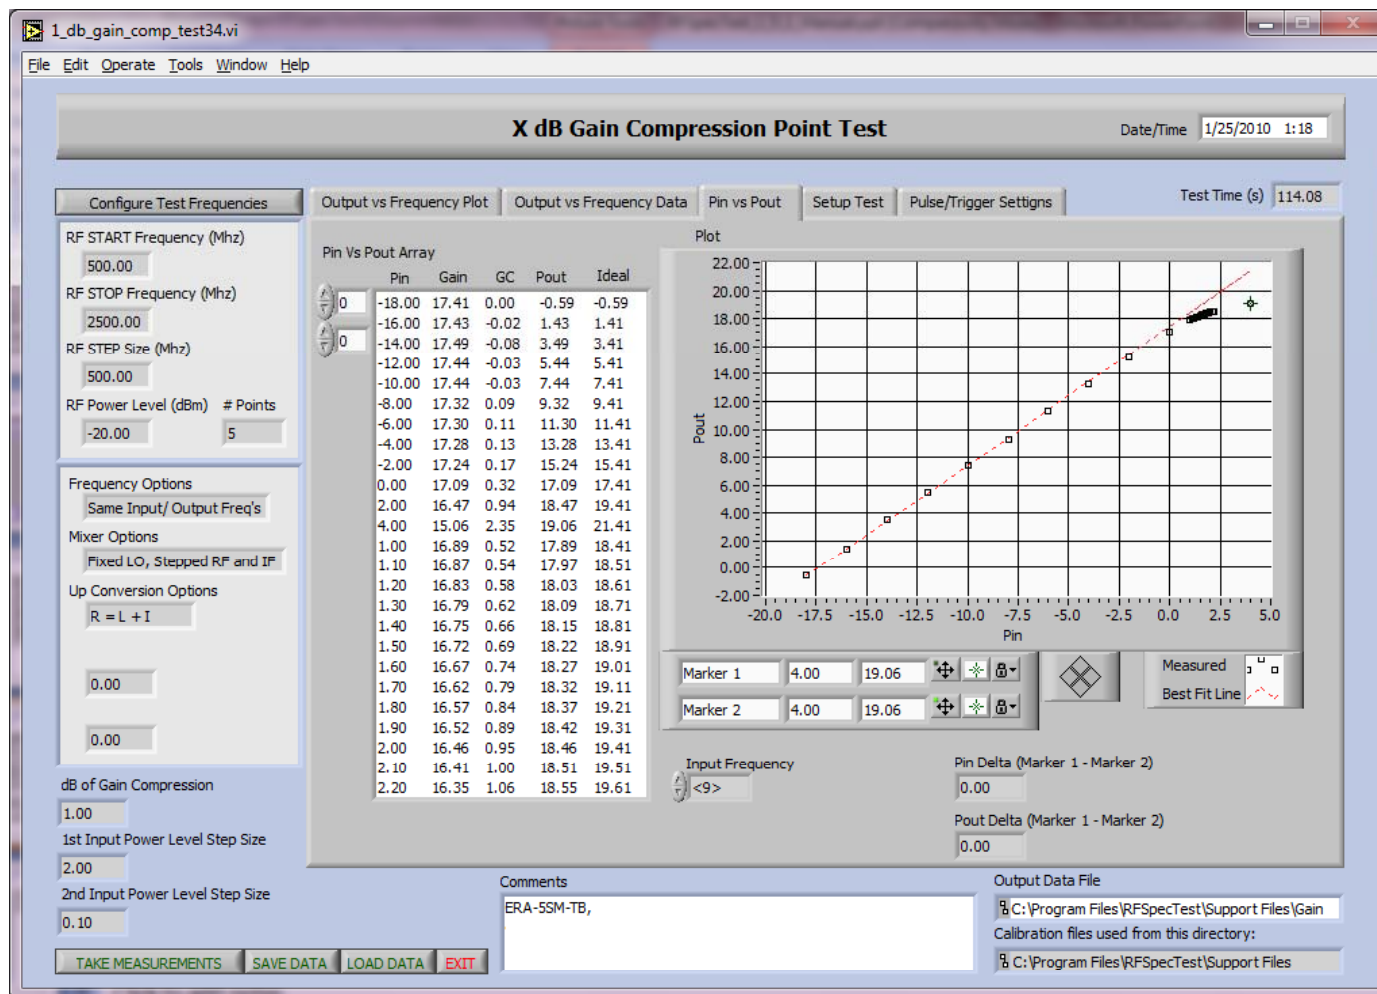 1_db_gain_comp_test34.vi
File Edit Operate Tools Window Help
X dB Gain Compression Point Test
Date/Time 1/25/2010 1:18
Configure Test Frequencies
Output vs Frequency Plot Output vs Frequency Data Pin vs Pout Setup Test Pulse/Trigger Settigns
Test Time (s) 114.08
RF START Frequency (Mhz)
500.00
RF STOP Frequency (Mhz)
2500.00
RF STEP Size (Mhz)
500.00
RF Power Level (dBm) # Points
-20.00 5
Frequency Options
Same Input/ Output Freq's
Mixer Options
Fixed LO, Stepped RF and IF
Up Conversion Options
R = L + I
0.00
0.00
dB of Gain Compression
1.00
1st Input Power Level Step Size
2.00
2nd Input Power Level Step Size
0.10
Pin Vs Pout Array
Pin Gain GC Pout Ideal
0
0
-18.00 17.41 0.00 -0.59 -0.59
-16.00 17.43 -0.02 1.43 1.41
-14.00 17.49 -0.08 3.49 3.41
-12.00 17.44 -0.03 5.44 5.41
-10.00 17.44 -0.03 7.44 7.41
-8.00 17.32 0.09 9.32 9.41
-6.00 17.30 0.11 11.30 11.41
-4.00 17.28 0.13 13.28 13.41
-2.00 17.24 0.17 15.24 15.41
0.00 17.09 0.32 17.09 17.41
2.00 16.47 0.94 18.47 19.41
4.00 15.06 2.35 19.06 21.41
1.00 16.89 0.52 17.89 18.41
1.10 16.87 0.54 17.97 18.51
1.20 16.83 0.58 18.03 18.61
1.30 16.79 0.62 18.09 18.71
1.40 16.75 0.66 18.15 18.81
1.50 16.72 0.69 18.22 18.91
1.60 16.67 0.74 18.27 19.01
1.70 16.62 0.79 18.32 19.11
1.80 16.57 0.84 18.37 19.21
1.90 16.52 0.89 18.42 19.31
2.00 16.46 0.95 18.46 19.41
2.10 16.41 1.00 18.51 19.51
2.20 16.35 1.06 18.55 19.61
Plot
22.00
20.00
18.00
16.00
14.00
12.00
10.00
8.00
6.00
4.00
2.00
0.00
-2.00
Pout
-20.0 -17.5 -15.0 -12.5 -10.0 -7.5 -5.0 -2.5 0.0 2.5 5.0
Pin
Marker 1 4.00 19.06
Marker 2 4.00 19.06
Measured
Best Fit Line
Input Frequency
<9>
Pin Delta (Marker 1 - Marker 2)
0.00
Pout Delta (Marker 1 - Marker 2)
0.00
Comments
ERA-5SM-TB,
Output Data File
C:\Program Files\RFSpecTest\Support Files\Gain
Calibration files used from this directory:
C:\Program Files\RFSpecTest\Support Files
TAKE MEASUREMENTS SAVE DATA LOAD DATA EXIT